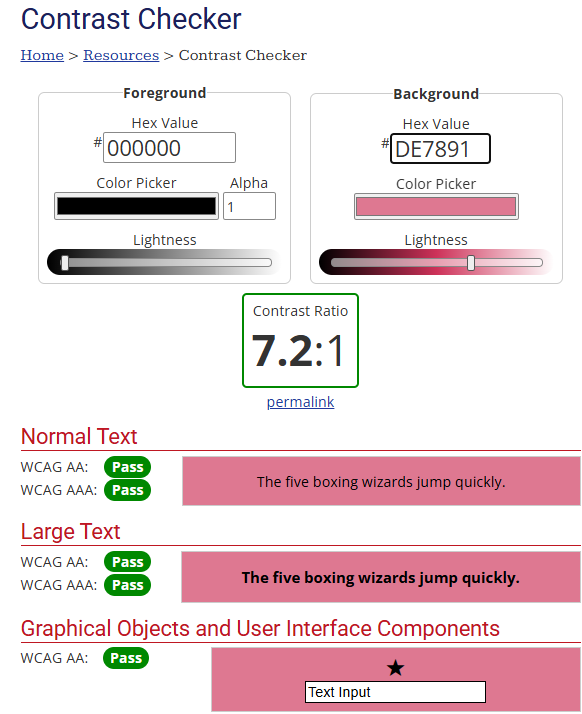 Contrast Checker
Home > Resources > Contrast Checker
Foreground
Hex Value
#000000
Color Picker Alpha
1
Lightness
Background
Hex Value
#DE7891
Color Picker
Lightness
Contrast Ratio
7.2:1
permalink
Normal Text
WCAG AA: Pass
WCAG AAA: Pass
The five boxing wizards jump quickly.
Large Text
WCAG AA: Pass
WCAG AAA: Pass
The five boxing wizards jump quickly.
Graphical Objects and User Interface Components
WCAG AA: Pass
Text Input